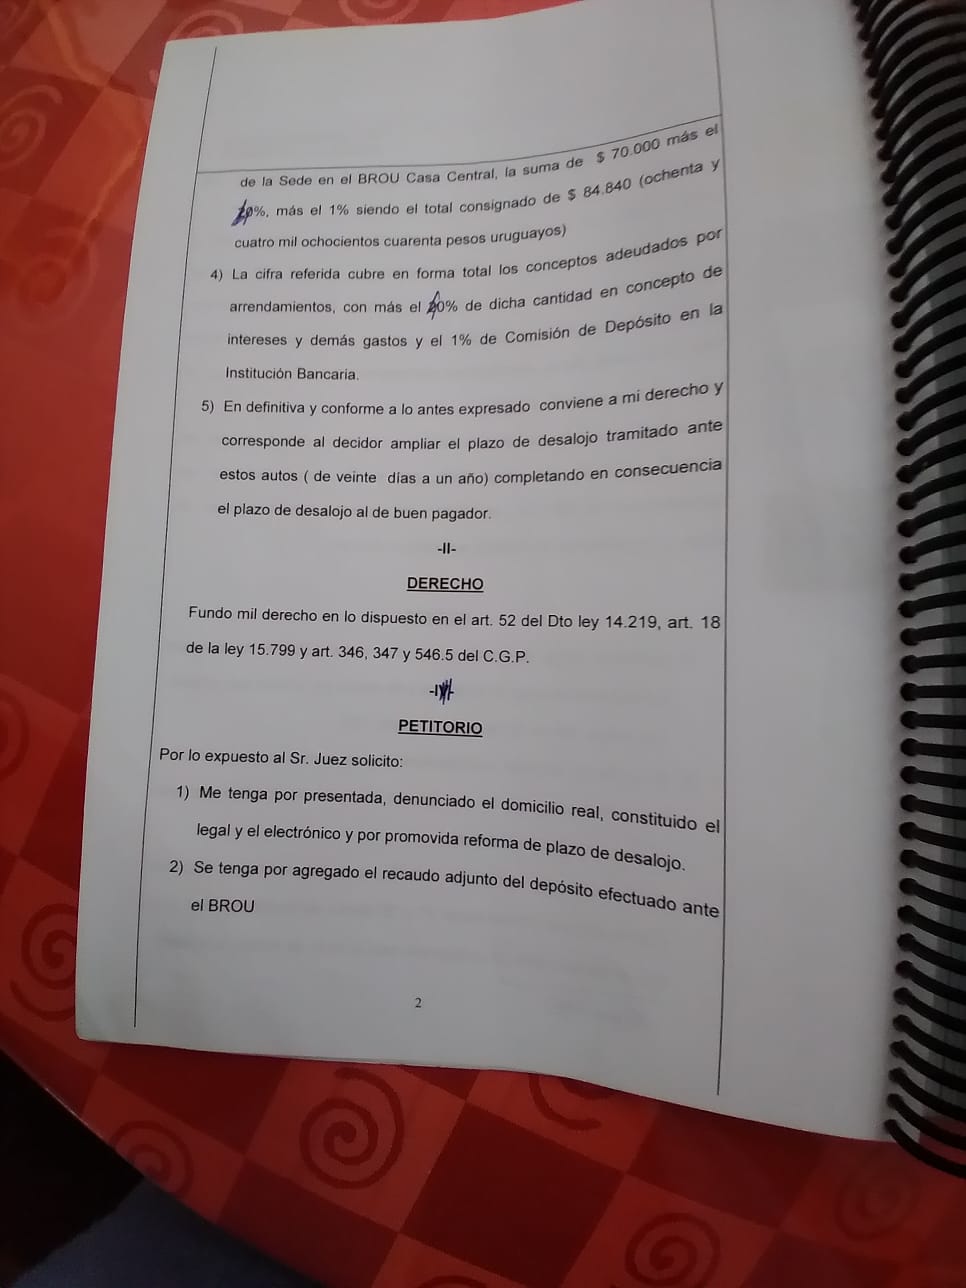 de la Sede en el BROU Casa Central, la suma de $ 70.000 más el
20%, más el 1% siendo el total consignado de $ 84.840 (ochenta y
cuatro mil ochocientos cuarenta pesos uruguayos)
4) La cifra referida cubre en forma total los conceptos adeudados por
arrendamientos, con más el 20% de dicha cantidad en concepto de
intereses y demás gastos y el 1% de Comisión de Depósito en la
Institución Bancaria.
5) En definitiva y conforme a lo antes expresado conviene a mi derecho y
corresponde al decidor ampliar el plazo de desalojo tramitado ante
estos autos ( de veinte días a un año) completando en consecuencia
el plazo de desalojo al de buen pagador.
-II-
DERECHO
Fundo mil derecho en lo dispuesto en el art. 52 del Dto ley 14.219, art. 18
de la ley 15.799 y art. 346, 347 y 546.5 del C.G.P.
PETITORIO
Por lo expuesto al Sr. Juez solicito:
1) Me tenga por presentada, denunciado el domicilio real, constituido el
legal y el electrónico y por promovida reforma de plazo de desalojo.
2) Se tenga por agregado el recaudo adjunto del depósito efectuado ante
el BROU
2